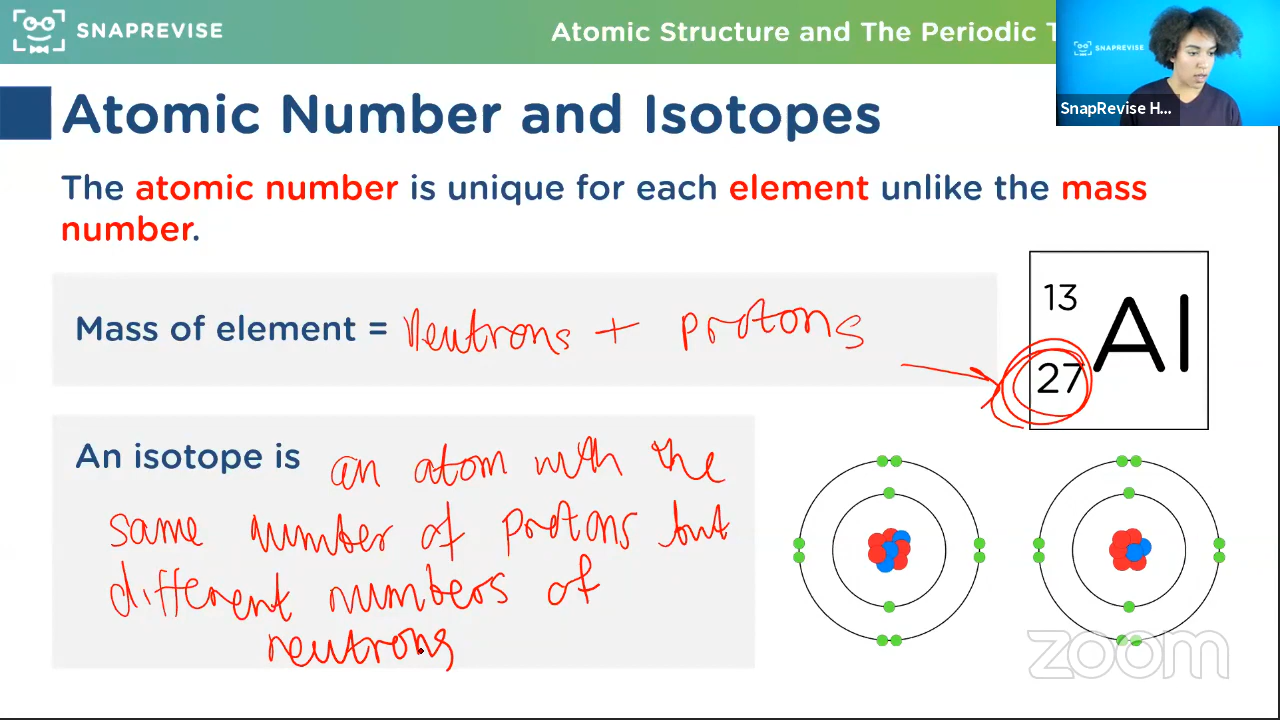 SNAPREVISE
Atomic Structure and The Periodic T
SNAPREVISE
SnapRevise H...
Atomic Number and Isotopes
The atomic number is unique for each element unlike the mass
number.
Mass of element = Neutrons + protons
13
27
Al
An isotope is an atom with the
same number of protons but
different numbers of
neutrons
zoom